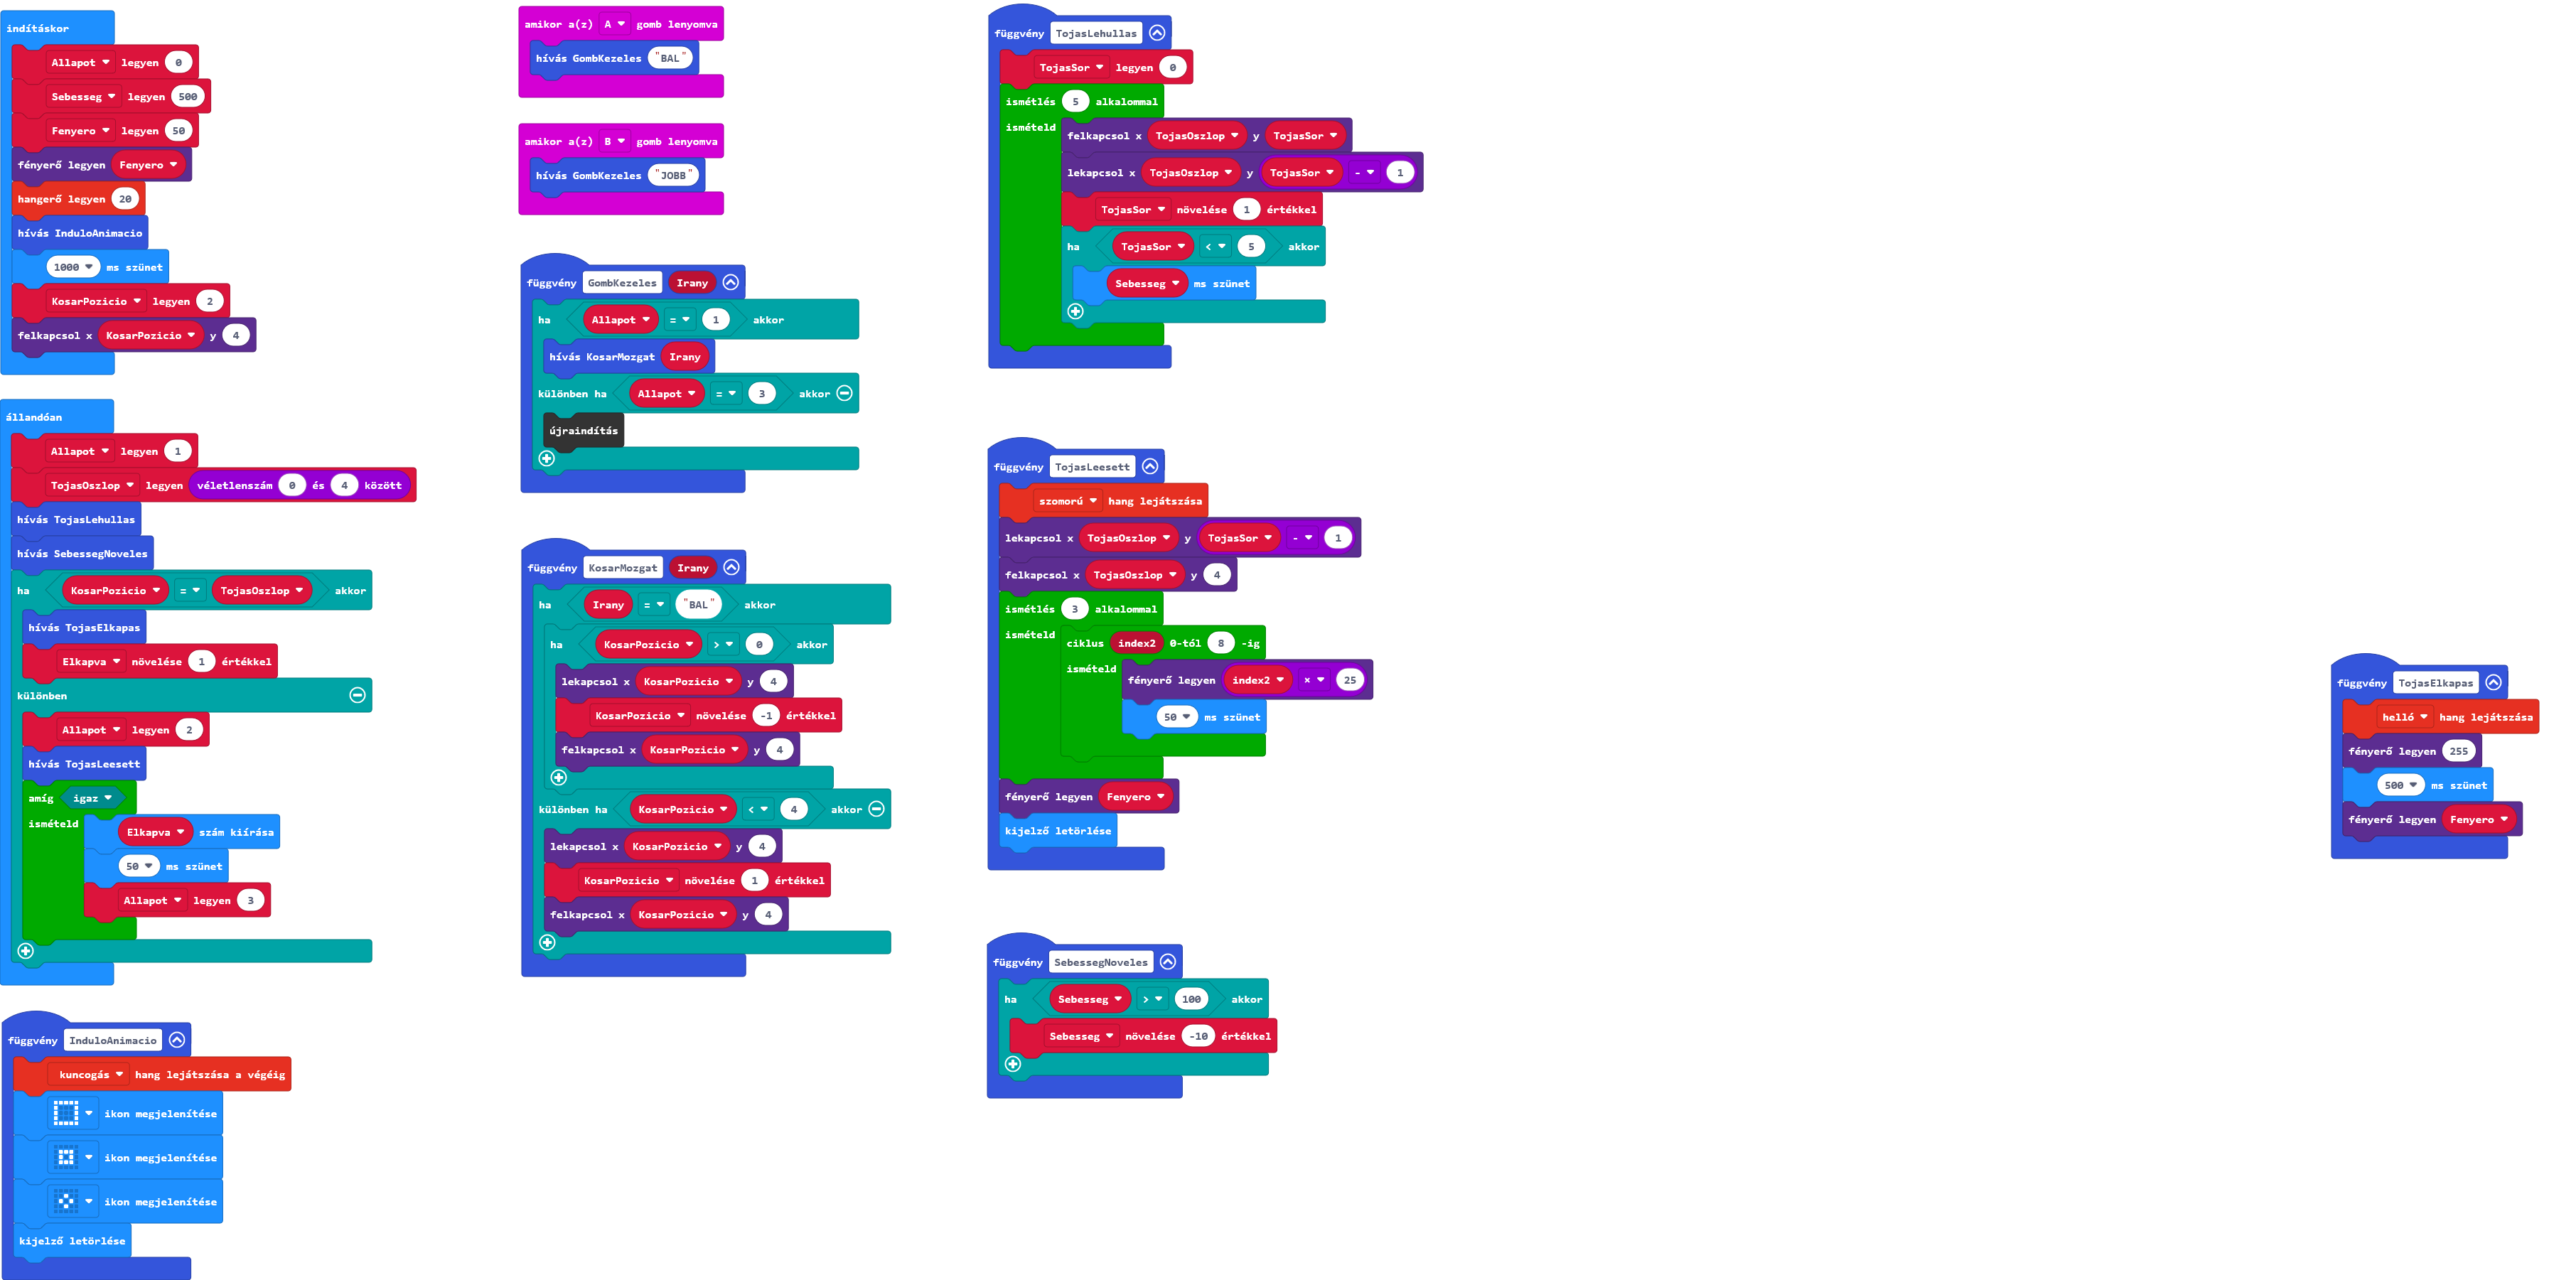 indításkor
Allapot legyen 0
Sebesseg legyen 500
Fenyero legyen 50
fényerő legyen Fenyero
hangerő legyen 20
hívás InduloAnimacio
1000 ms szünet
KosarPozicio legyen 2
felkapcsol x KosarPozicio y 4
állandóan
Allapot legyen 1
TojasOszlop legyen véletlenszám 0 és 4 között
hívás TojasLehullas
hívás SebessegNoveles
ha KosarPozicio = TojasOszlop akkor
hívás TojasElkapas
Elkapva növelése 1 értékkel
különben
Allapot legyen 2
hívás TojasLeesett
amíg igaz
ismételd
Elkapva szám kiírása
50 ms szünet
Allapot legyen 3
függvény InduloAnimacio
kuncogás hang lejátszása a végéig
ikon megjelenítése
ikon megjelenítése
ikon megjelenítése
kijelző letörlése
amikor a(z) A gomb lenyomva
hívás GombKezeles "BAL"
amikor a(z) B gomb lenyomva
hívás GombKezeles "JOBB"
függvény GombKezeles Irany
ha Allapot = 1 akkor
hívás KosarMozgat Irany
különben ha Allapot = 3 akkor
újraindítás
függvény KosarMozgat Irany
ha Irany = "BAL" akkor
ha KosarPozicio > 0 akkor
lekapcsol x KosarPozicio y 4
KosarPozicio növelése -1 értékkel
felkapcsol x KosarPozicio y 4
különben ha KosarPozicio < 4 akkor
lekapcsol x KosarPozicio y 4
KosarPozicio növelése 1 értékkel
felkapcsol x KosarPozicio y 4
függvény TojasLehullas
TojasSor legyen 0
ismétlés 5 alkalommal
ismételd
felkapcsol x TojasOszlop y TojasSor
lekapcsol x TojasOszlop y TojasSor - 1
TojasSor növelése 1 értékkel
ha TojasSor < 5 akkor
Sebesseg ms szünet
függvény TojasLeesett
szomorú hang lejátszása
lekapcsol x TojasOszlop y TojasSor - 1
felkapcsol x TojasOszlop y 4
ismétlés 3 alkalommal
ismételd
ciklus index2 0-tól 8 -ig
ismételd
fényerő legyen index2 × 25
50 ms szünet
fényerő legyen Fenyero
kijelző letörlése
függvény SebessegNoveles
ha Sebesseg > 100 akkor
Sebesseg növelése -10 értékkel
függvény TojasElkapas
helló hang lejátszása
fényerő legyen 255
500 ms szünet
fényerő legyen Fenyero